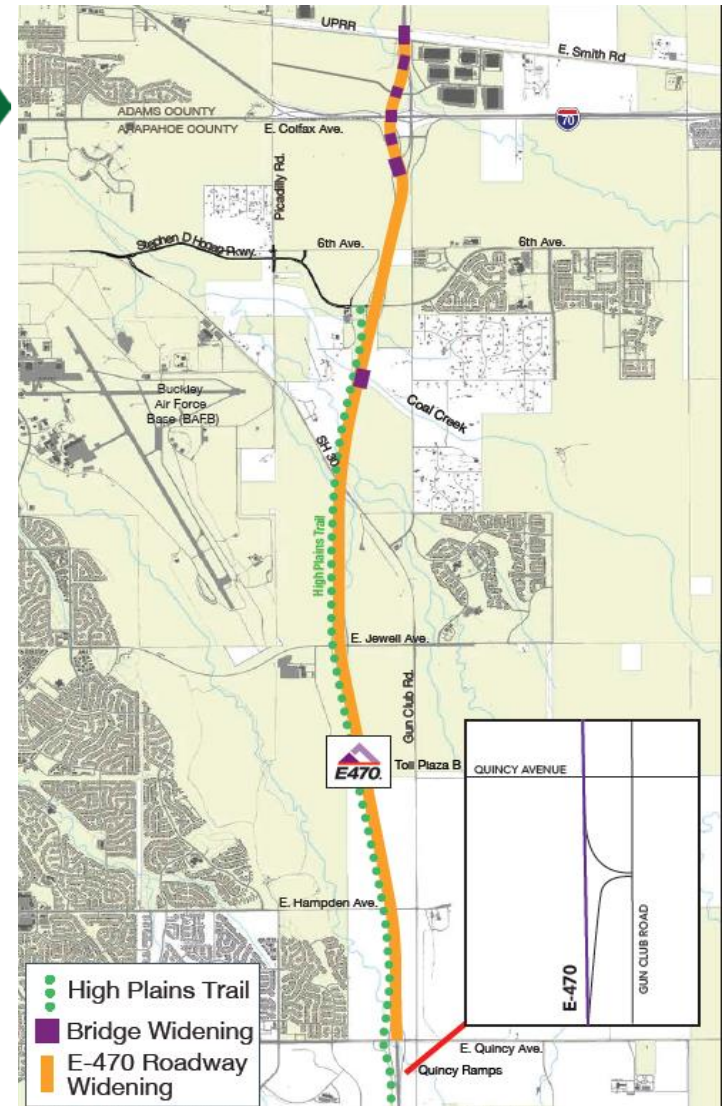 UPRR
E. Smith Rd
ADAMS COUNTY
ARAPAHOE COUNTY
E. Colfax Ave.
70
Picadilly Rd.
Stephen D Hogan Pkwy.
6th Ave.
6th Ave.
Buckley
Air Force
Base (BAFB)
Coal Creek
SH 30
High Plains Trail
E. Jewell Ave.
Gun Club Rd.
E470.
Toll Plaza B
QUINCY AVENUE
E-470
GUN CLUB ROAD
E. Hampden Ave.
High Plains Trail
Bridge Widening
E-470 Roadway
Widening
E. Quincy Ave.
Quincy Ramps